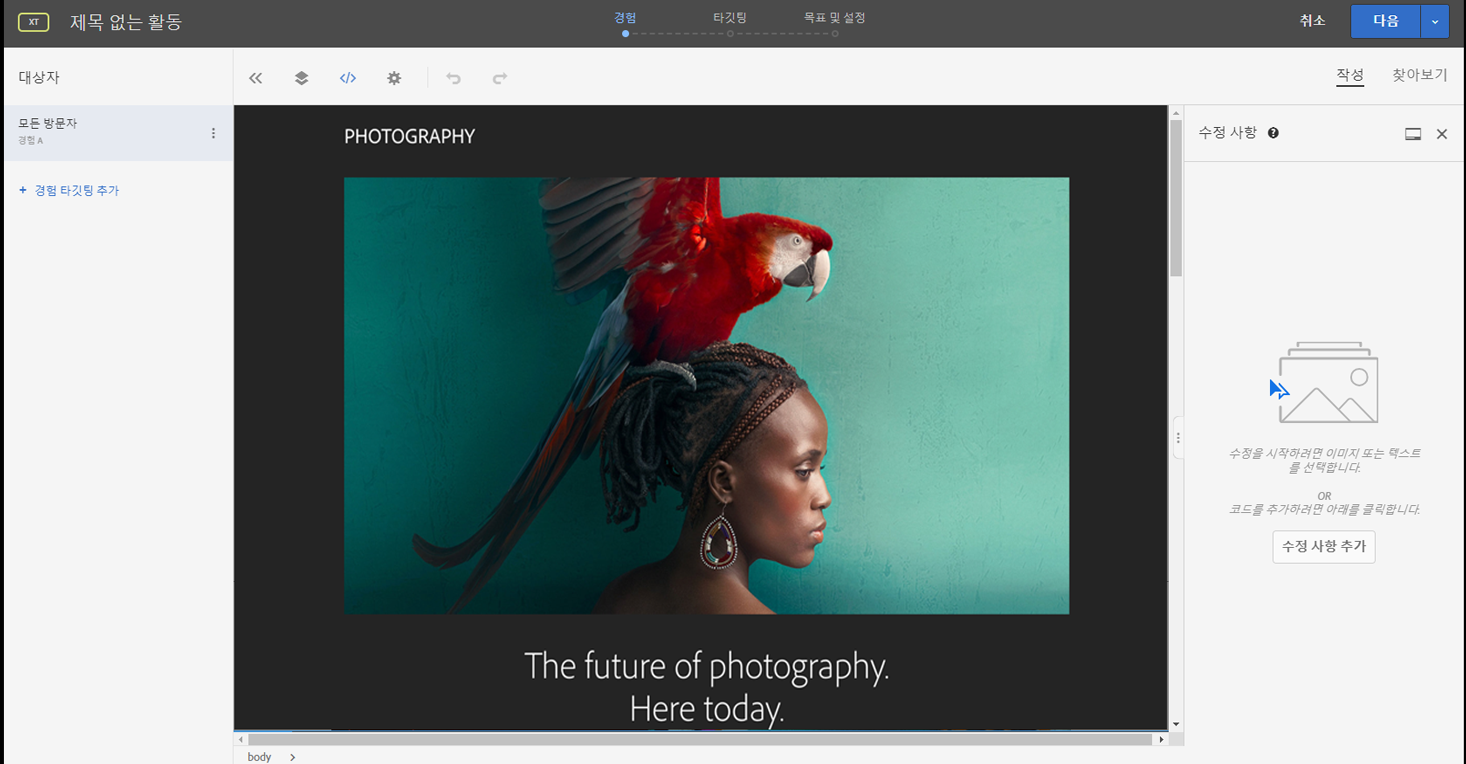 XT 제목 없는 활동
경험 타깃팅 목표 및 설정
취소 다음
대상자
작성 찾아보기
모든 방문자
경험 A
+ 경험 타깃팅 추가
PHOTOGRAPHY
The future of photography.
Here today.
수정 사항
수정을 시작하려면 이미지 또는 텍스트
를 선택합니다.
OR
코드를 추가하려면 아래를 클릭합니다.
수정 사항 추가
body